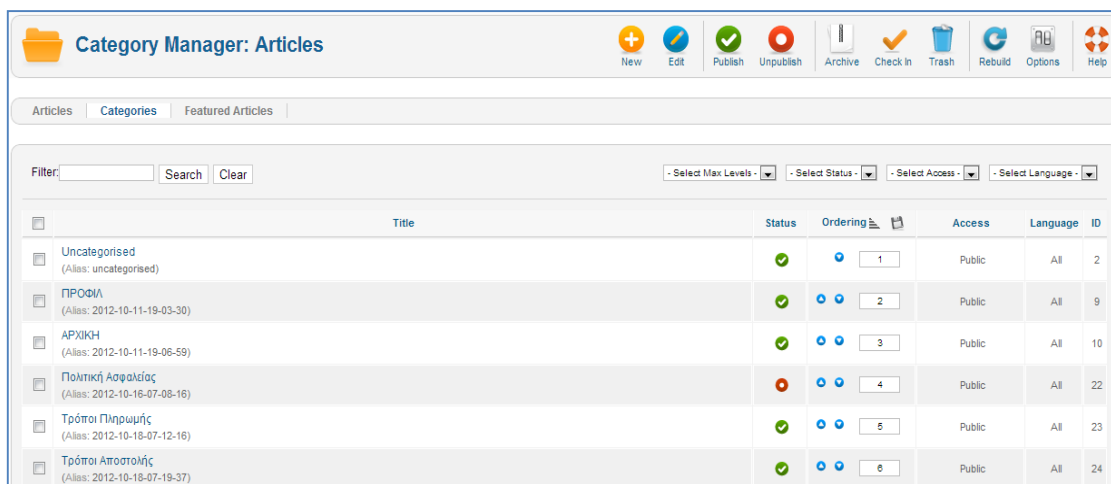 Category Manager: Articles
New Edit Publish Unpublish Archive Check In Trash Rebuild Options Help
Articles Categories Featured Articles
Filter: Search Clear - Select Max Levels - - Select Status - - Select Access - - Select Language -
Title Status Ordering Access Language ID
Uncategorised
(Alias: uncategorised)
1 Public All 2
ΠΡΟΦΙΛ
(Alias: 2012-10-11-19-03-30)
2 Public All 9
ΑΡΧΙΚΗ
(Alias: 2012-10-11-19-06-59)
3 Public All 10
Πολιτική Ασφαλείας
(Alias: 2012-10-16-07-08-16)
4 Public All 22
Τρόποι Πληρωμής
(Alias: 2012-10-18-07-12-16)
5 Public All 23
Τρόποι Αποστολής
(Alias: 2012-10-18-07-19-37)
6 Public All 24